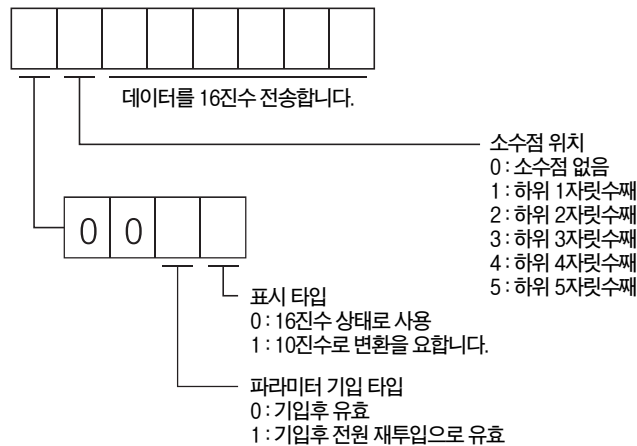 데이터를 16진수 전송합니다.
소수점 위치
0 : 소수점 없음
1 : 하위 1자릿수째
2 : 하위 2자릿수째
3 : 하위 3자릿수째
4 : 하위 4자릿수째
5 : 하위 5자릿수째
0 0
표시 타입
0 : 16진수 상태로 사용
1 : 10진수로 변환을 요합니다.
파라미터 기입 타입
0 : 기입후 유효
1 : 기입후 전원 재투입으로 유효